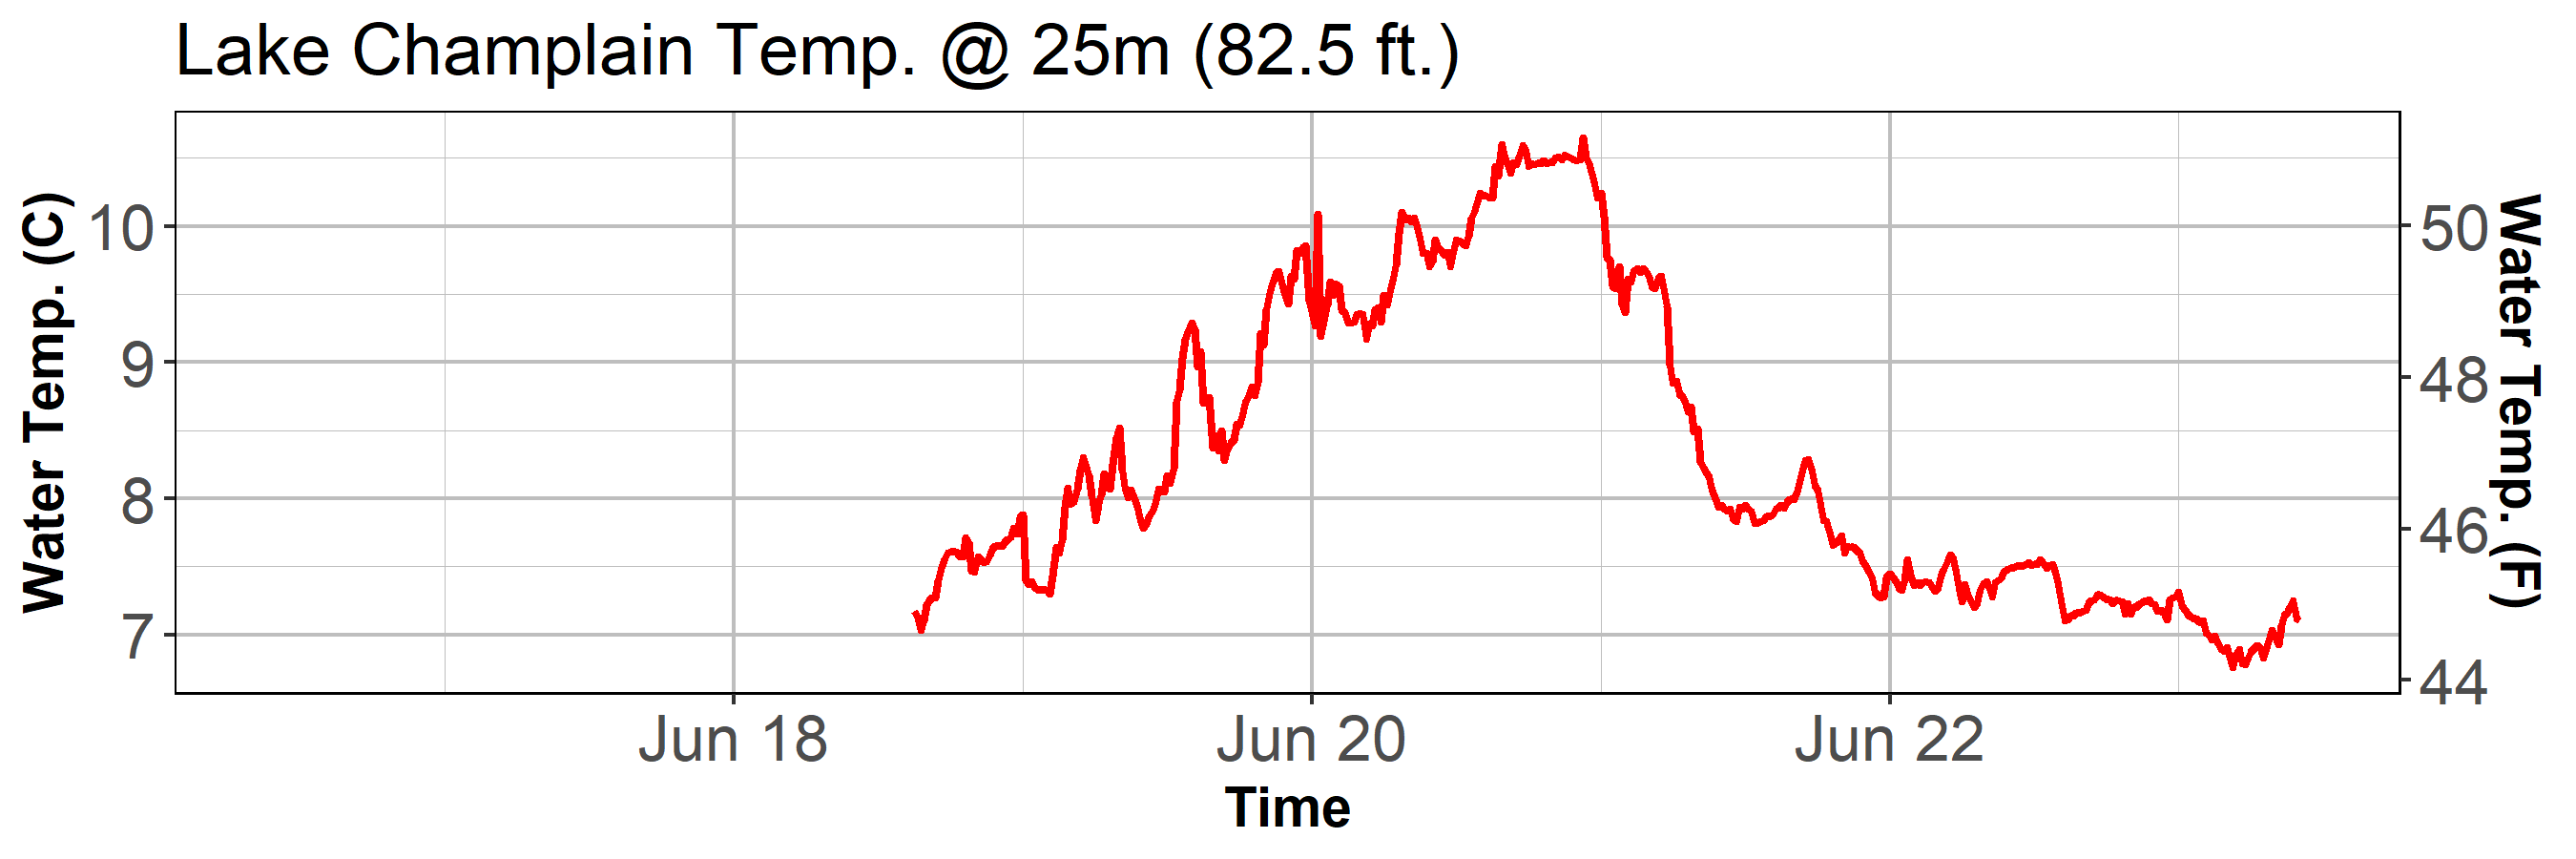 Lake Champlain Temp. @ 25m (82.5 ft.)
Water Temp. (C)
10
9
8
7
50
48
46
44
Water Temp. (F)
Jun 18
Jun 20
Jun 22
Time